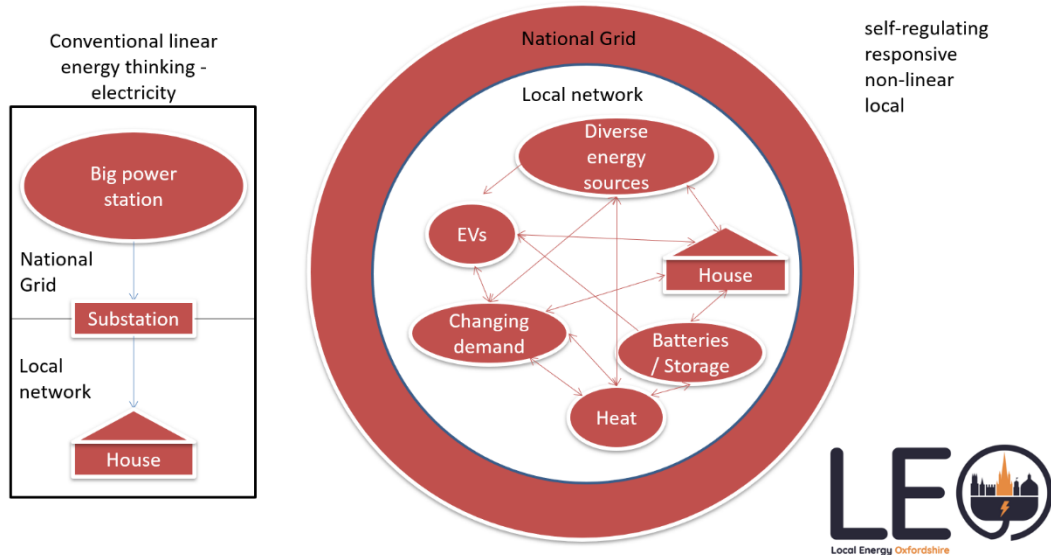 Conventional linear
energy thinking -
electricity
Big power
station
National
Grid
Substation
Local
network
House
National Grid
Local network
Diverse
energy
sources
EVs
House
Changing
demand
Batteries
/ Storage
Heat
self-regulating
responsive
non-linear
local
LEO
Local Energy Oxfordshire